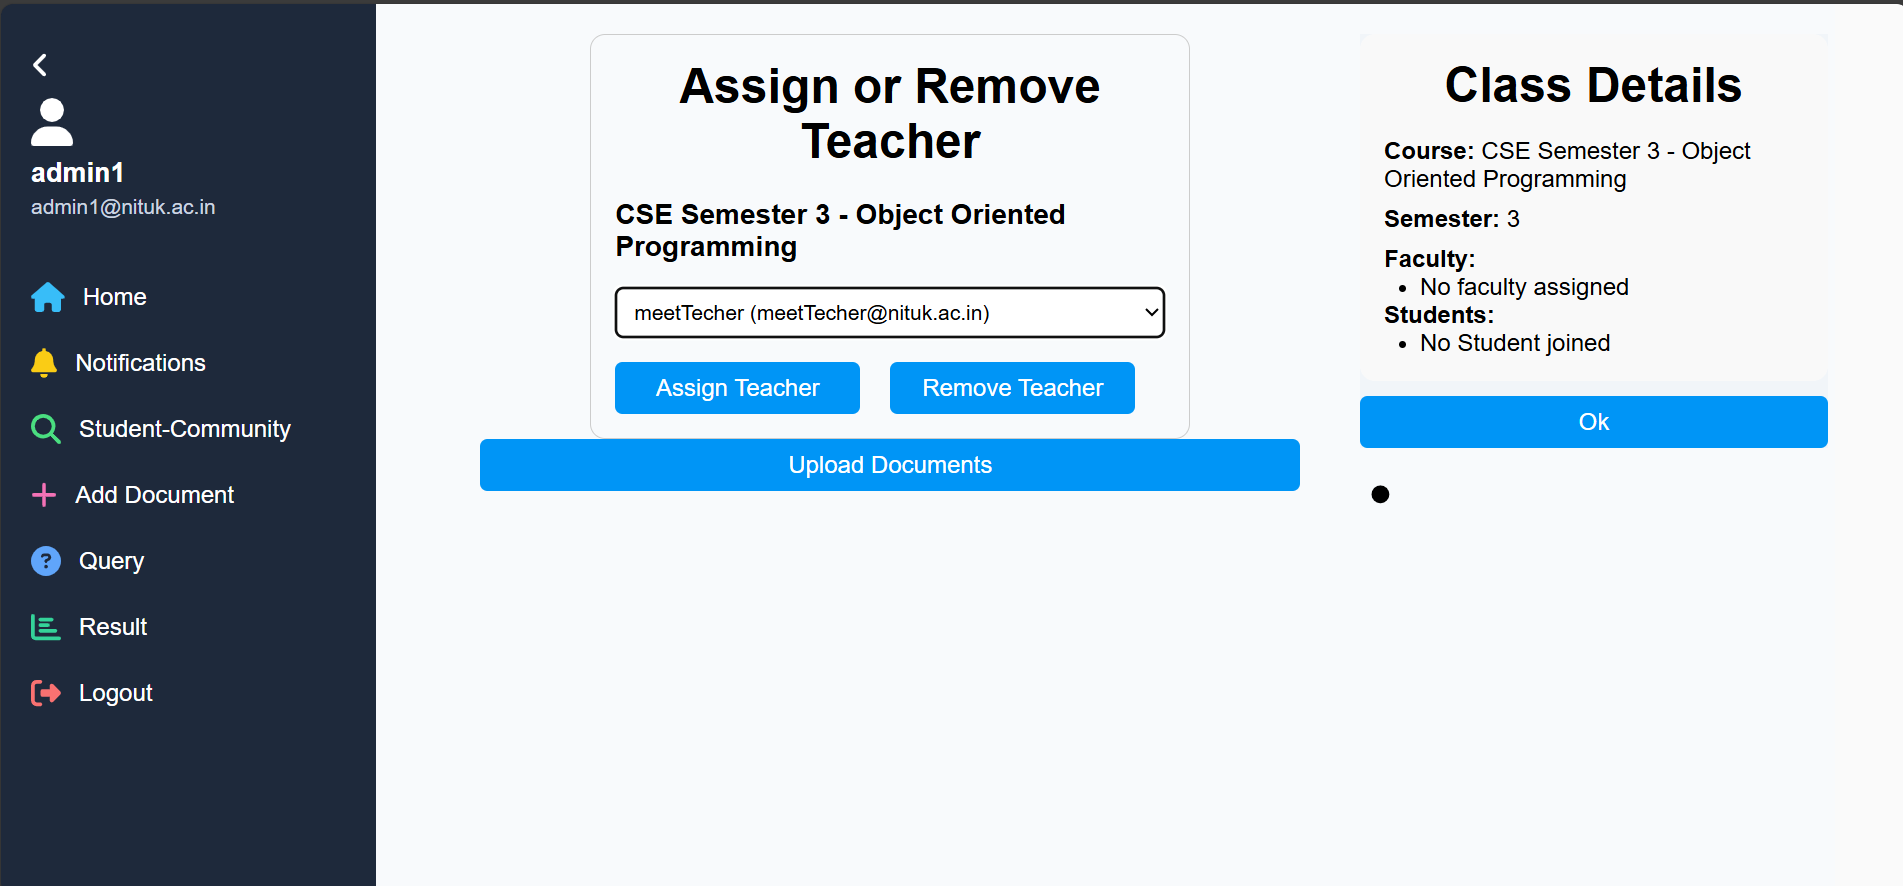 admin1
admin1@nituk.ac.in
Home
Notifications
Student-Community
Add Document
Query
Result
Logout
Assign or Remove
Teacher
CSE Semester 3 - Object Oriented
Programming
meetTecher (meetTecher@nituk.ac.in)
Assign Teacher
Remove Teacher
Upload Documents
Class Details
Course: CSE Semester 3 - Object
Oriented Programming
Semester: 3
Faculty:
• No faculty assigned
Students:
• No Student joined
Ok